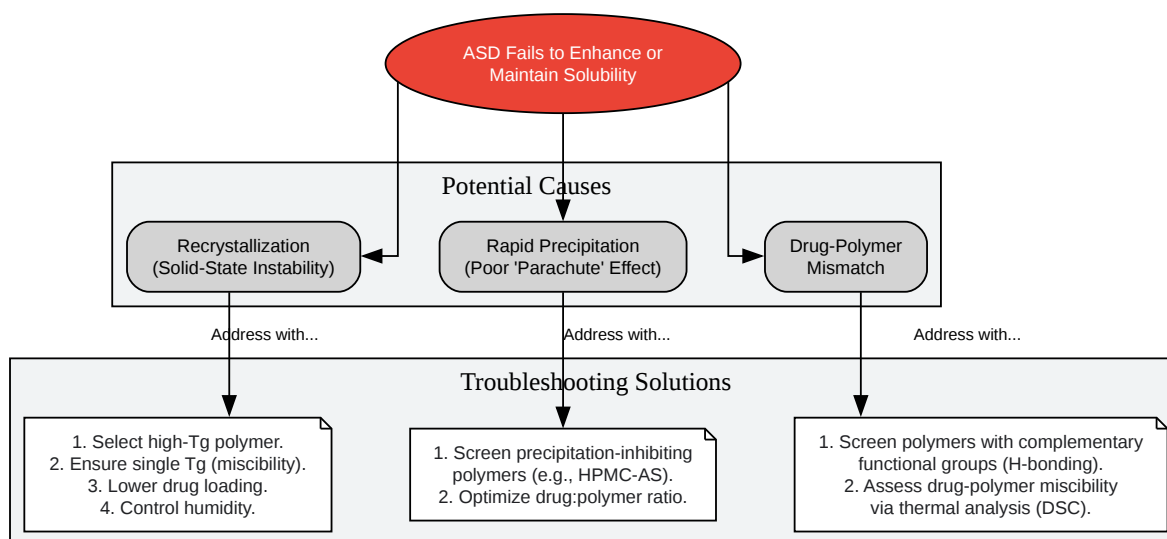 ASD Fails to Enhance or
Maintain Solubility
Potential Causes
Recrystallization
(Solid-State Instability)
Rapid Precipitation
(Poor 'Parachute' Effect)
Drug-Polymer
Mismatch
Address with...
Address with...
Address with...
Troubleshooting Solutions
1. Select high-Tg polymer.
2. Ensure single Tg (miscibility).
3. Lower drug loading.
4. Control humidity.
1. Screen precipitation-inhibiting
polymers (e.g., HPMC-AS).
2. Optimize drug:polymer ratio.
1. Screen polymers with complementary
functional groups (H-bonding).
2. Assess drug-polymer miscibility
via thermal analysis (DSC).